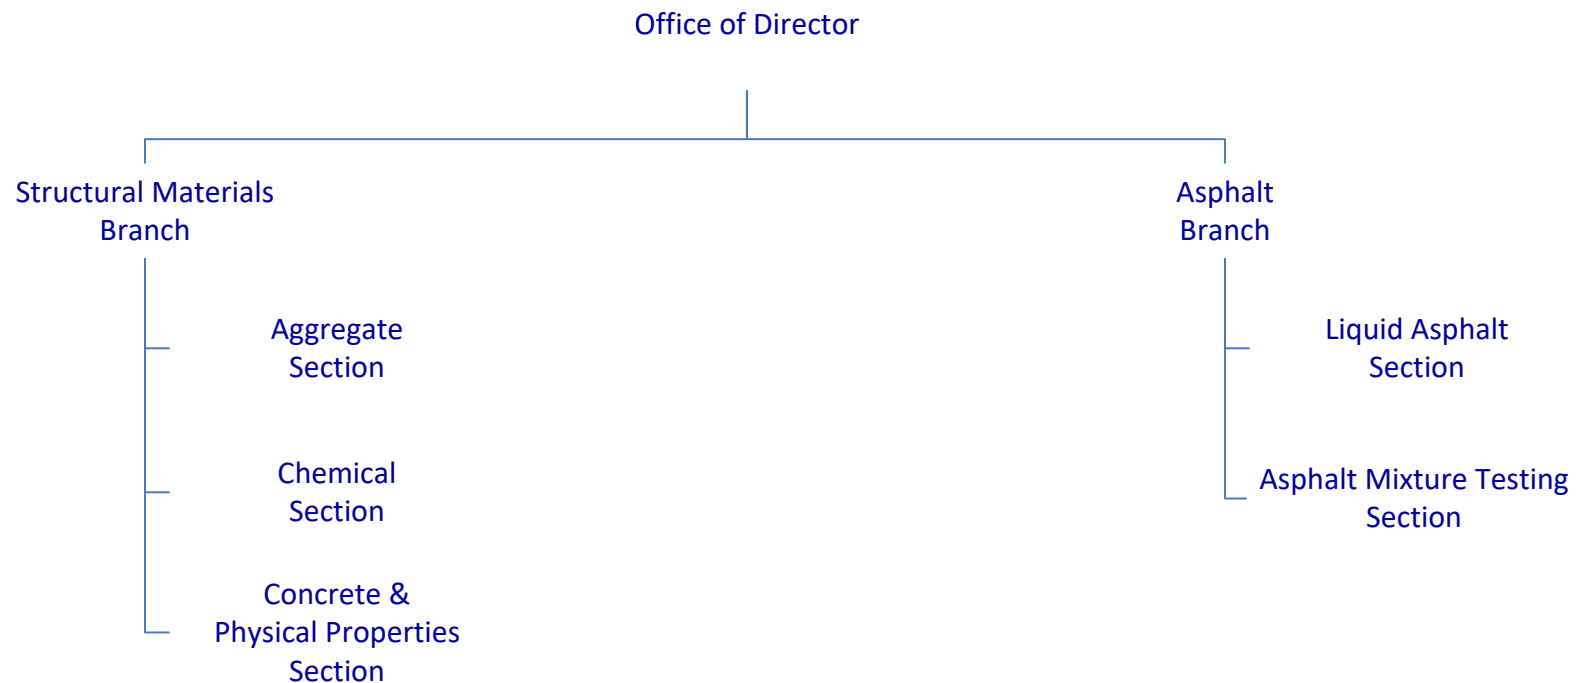 Office of Director
Structural Materials
Branch
Asphalt
Branch
Aggregate
Section
Liquid Asphalt
Section
Chemical
Section
Asphalt Mixture Testing
Section
Concrete &
Physical Properties
Section